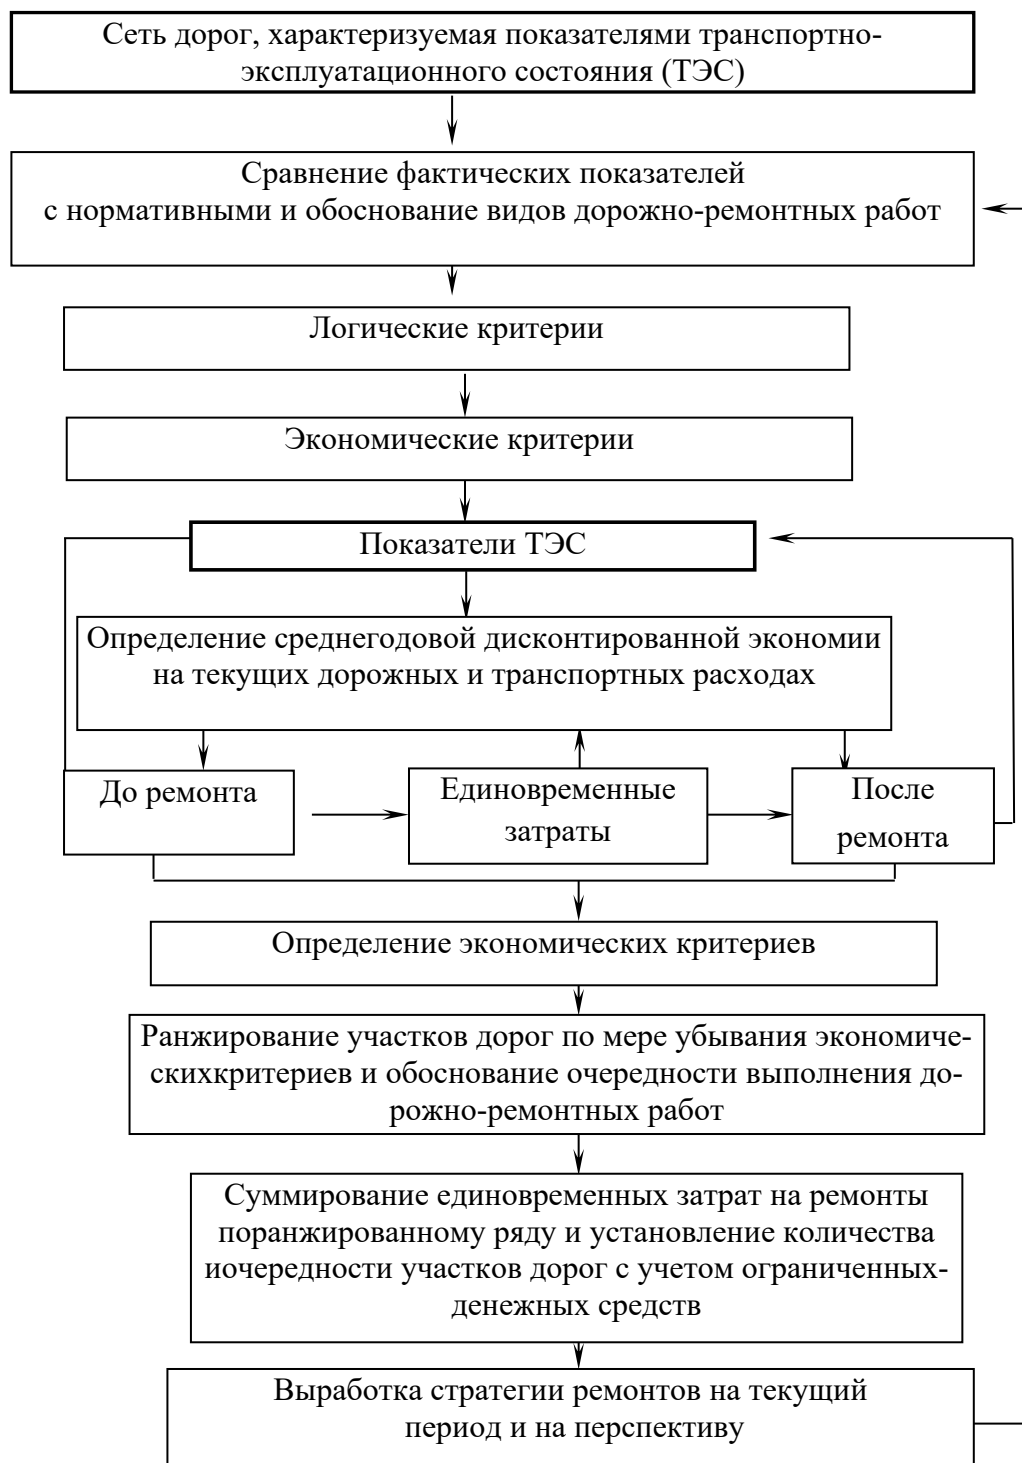 Сеть дорог, характеризуемая показателями транспортно-
эксплуатационного состояния (ТЭС)
Сравнение фактических показателей
с нормативными и обоснование видов дорожно-ремонтных работ
Логические критерии
Экономические критерии
Показатели ТЭС
Определение среднегодовой дисконтированной экономии
на текущих дорожных и транспортных расходах
До ремонта
Единовременные
затраты
После
ремонта
Определение экономических критериев
Ранжирование участков дорог по мере убывания экономиче-
скихкритериев и обоснование очередности выполнения до-
рожно-ремонтных работ
Суммирование единовременных затрат на ремонты
поранжированному ряду и установление количества
иочередности участков дорог с учетом ограниченных-
денежных средств
Выработка стратегии ремонтов на текущий
период и на перспективу